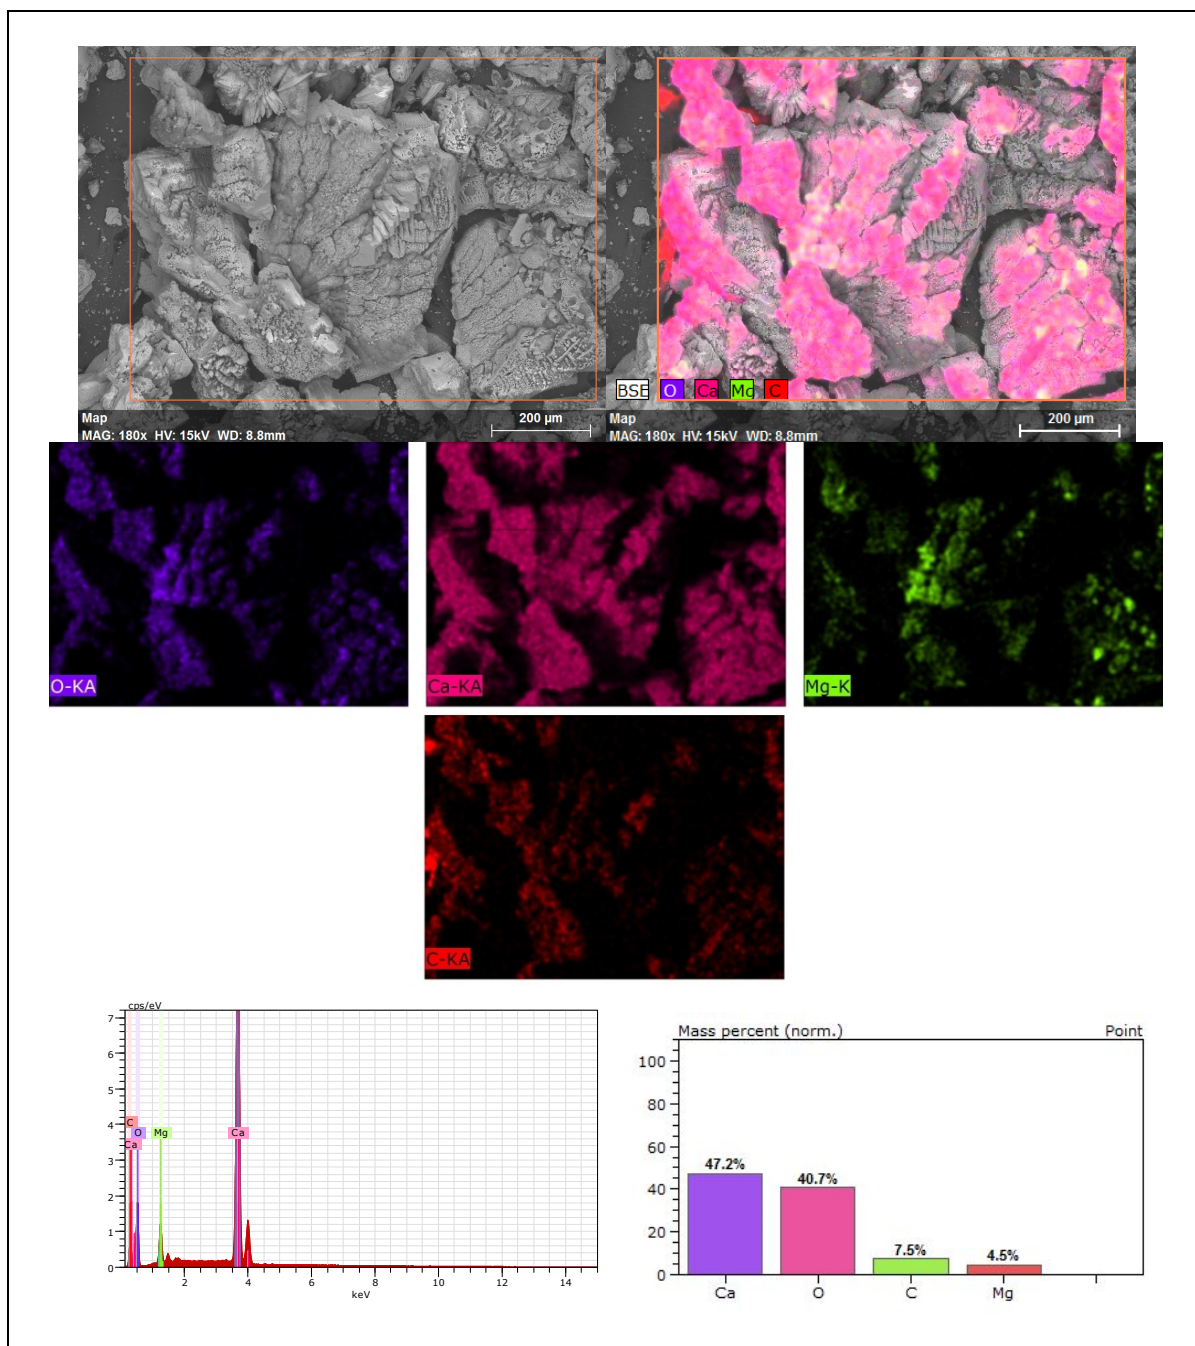 BSE O Ca Mg C
Map
200 µm
MAG: 180x HV: 15kV WD: 8.8mm
Map
200 µm
MAG: 180x HV: 15kV WD: 8.8mm
O-KA
Ca-KA
Mg-K
C-KA
cps/eV
7
6
5
4
3
2
1
0
C
O
Mg
Ca
Ca
2 4 6 8 10 12 14
keV
Mass percent (norm.) Point
100
80
60
40
20
0
47.2%
40.7%
7.5%
4.5%
Ca O C Mg